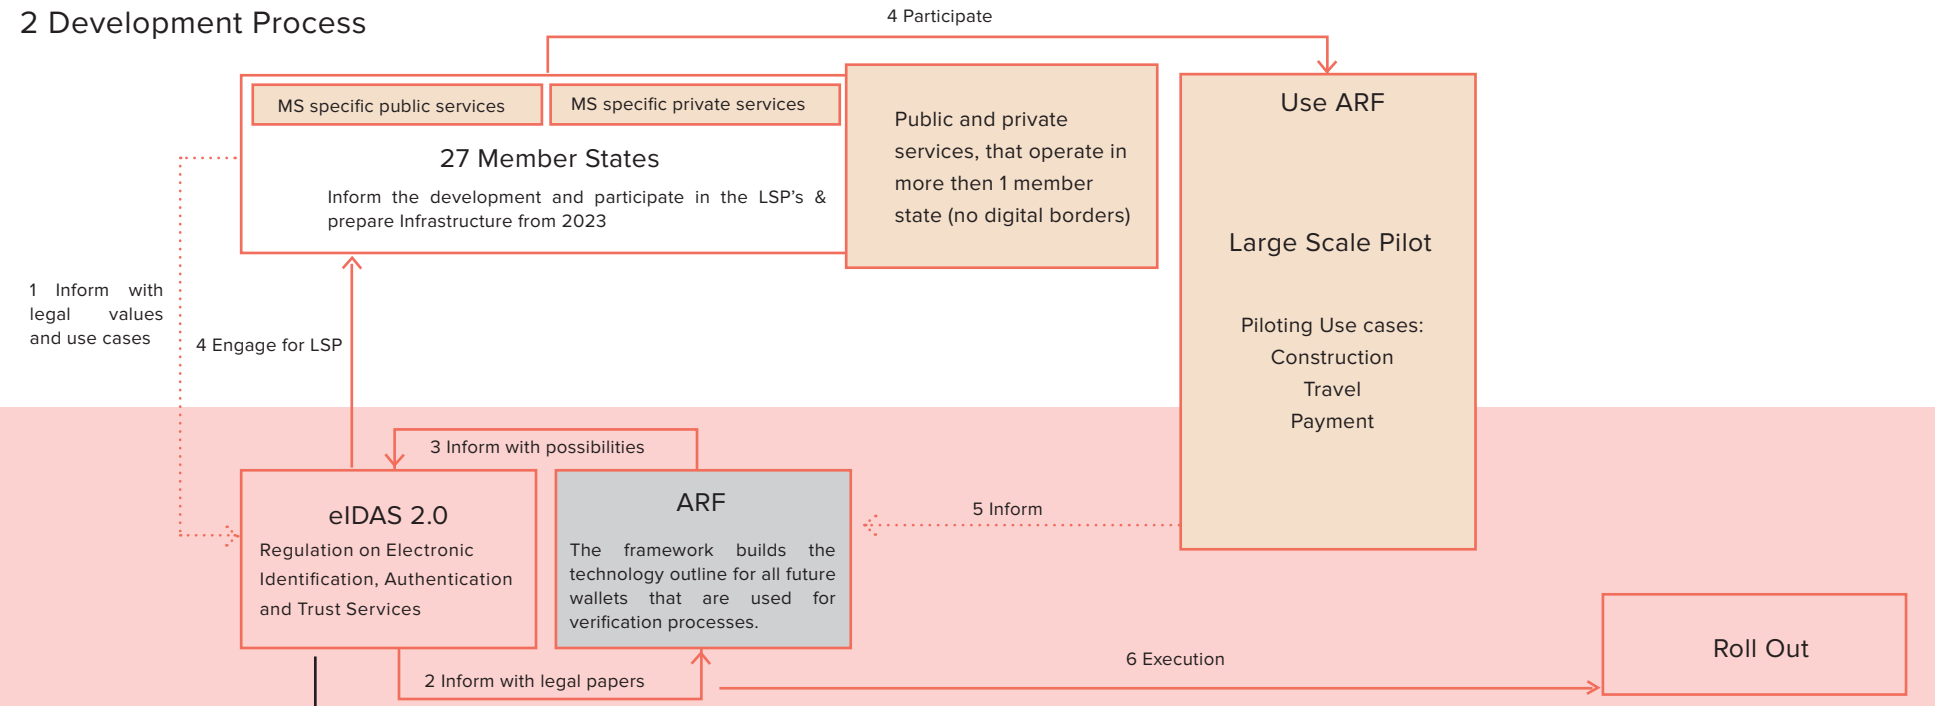 2 Development Process
4 Participate
MS specific public services
MS specific private services
27 Member States
Inform the development and participate in the LSP's &
prepare Infrastructure from 2023
Public and private
services, that operate in
more then 1 member
state (no digital borders)
Use ARF
Large Scale Pilot
Piloting Use cases:
Construction
Travel
Payment
1 Inform with
legal values
and use cases
4 Engage for LSP
3 Inform with possibilities
eIDAS 2.0
Regulation on Electronic
Identification, Authentication
and Trust Services
ARF
The framework builds the
technology outline for all future
wallets that are used for
verification processes.
5 Inform
2 Inform with legal papers
6 Execution
Roll Out